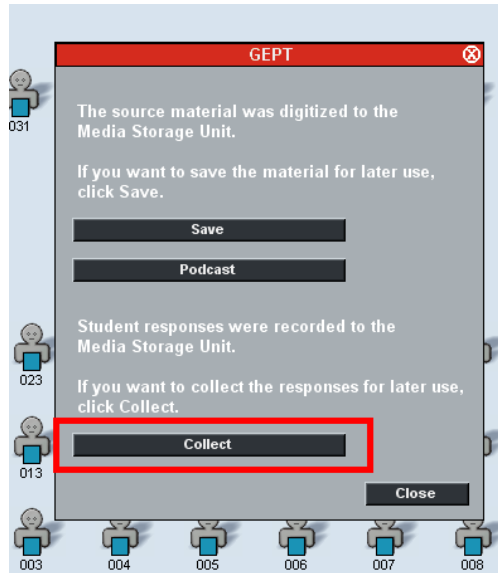 GEPT
031
The source material was digitized to the
Media Storage Unit.
If you want to save the material for later use,
click Save.
Save
Podcast
Student responses were recorded to the
Media Storage Unit.
023
If you want to collect the responses for later use,
click Collect.
Collect
013
Close
003 004 005 006 007 008